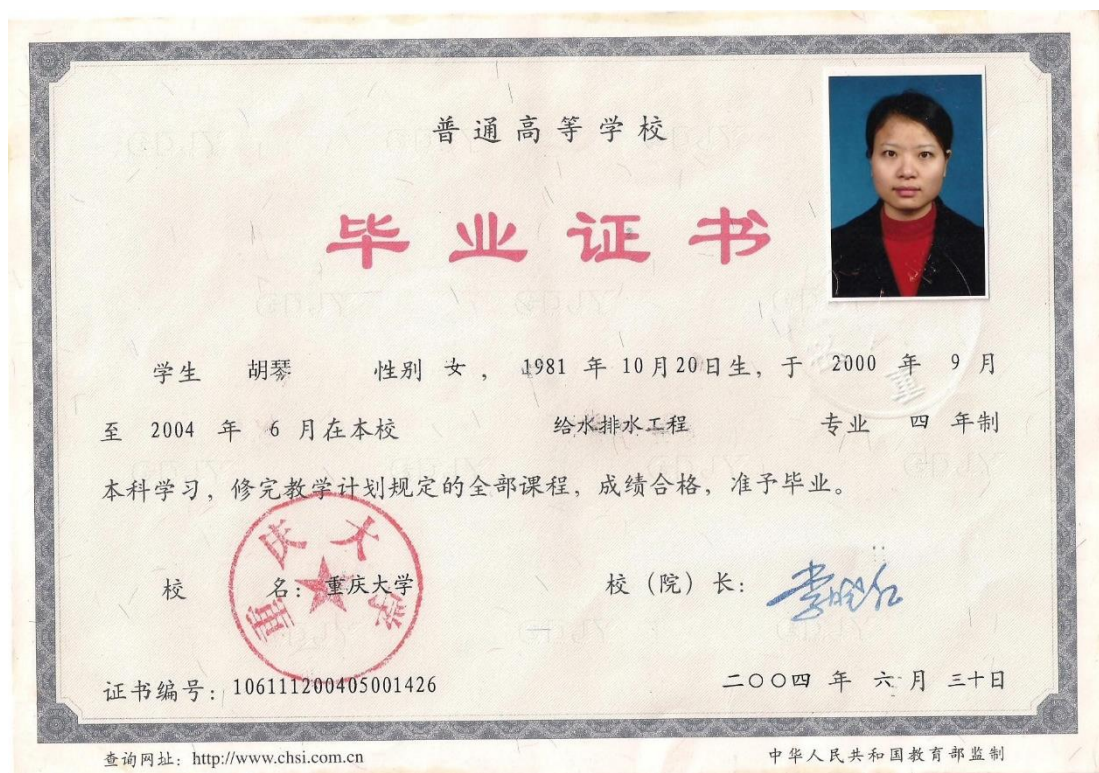 普通高等学校
毕业证书
学生 胡琴 性别 女 ， 1981 年 10月20日生，于 2000 年 9 月
至 2004 年 6 月在本校 给水排水工程 专业 四 年制
本科学习，修完教学计划规定的全部课程，成绩合格，准予毕业。
重庆大学
校 名：重庆大学 校（院）长：
证书编号：106111200405001426 二〇〇四 年 六 月 三十日
查询网址：http://www.chsi.com.cn 中华人民共和国教育部监制